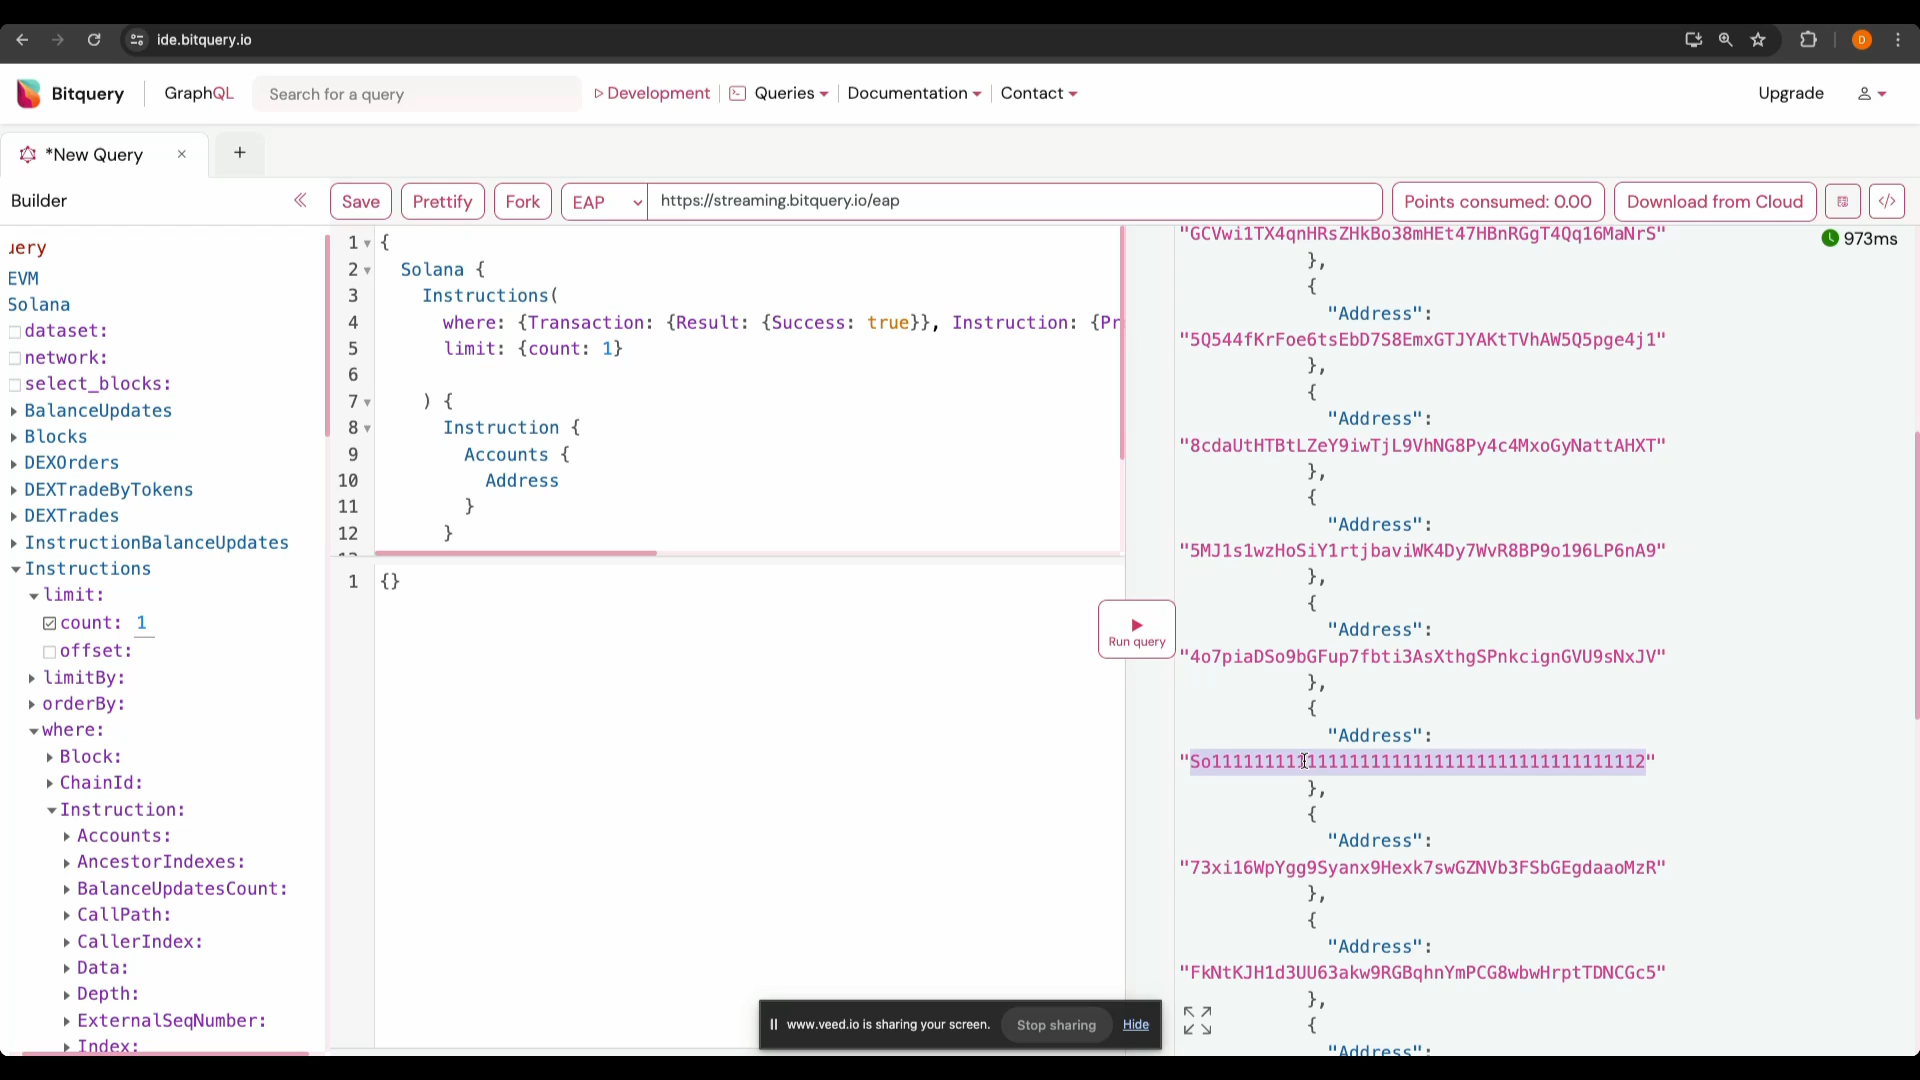 ide.bitquery.io
D
Bitquery
GraphQL
Search for a query
Development
Queries
Documentation
Contact
Upgrade
*New Query
×
+
Builder
Save
Prettify
Fork
EAP
https://streaming.bitquery.io/eap
Points consumed: 0.00
Download from Cloud
</>
uery
EVM
Solana
dataset:
network:
select_blocks:
BalanceUpdates
Blocks
DEXOrders
DEXTradeByTokens
DEXTrades
InstructionBalanceUpdates
Instructions
limit:
count: 1
offset:
limitBy:
orderBy:
where:
Block:
ChainId:
Instruction:
Accounts:
AncestorIndexes:
BalanceUpdatesCount:
CallPath:
CallerIndex:
Data:
Depth:
ExternalSeqNumber:
Index:
1 {
2 Solana {
3 Instructions(
4 where: {Transaction: {Result: {Success: true}}, Instruction: {Pr
5 limit: {count: 1}
6
7 ) {
8 Instruction {
9 Accounts {
10 Address
11 }
12 }
1 {}
Run query
973ms
"GCVwi1TX4qnHRsZHkBo38mHEt47HBnRGgT4Qq16MaNrS"
},
{
"Address":
"5Q544fKrFoe6tsEbD7S8EmxGTJYAKtTVhAW5Q5pge4j1"
},
{
"Address":
"8cdaUtHTBtLZeY9iwTjL9VhNG8Py4c4MxoGyNattAHXT"
},
{
"Address":
"5MJ1s1wzHoSiY1rtjbaviWK4Dy7WvR8BP9o196LP6nA9"
},
{
"Address":
"4o7piaDSo9bGFup7fbti3AsXthgSPnkcignGVU9sNxJV"
},
{
"Address":
"So11111111111111111111111111111111111111112"
},
{
"Address":
"73xi16WpYgg9Syanx9Hexk7swGZNVb3FSbGEgdaaoMzR"
},
{
"Address":
"FkNtKJH1d3UU63akw9RGBqhnYmPCG8wbwHrptTDNCGc5"
},
{
"Address":
www.veed.io is sharing your screen.
Stop sharing
Hide